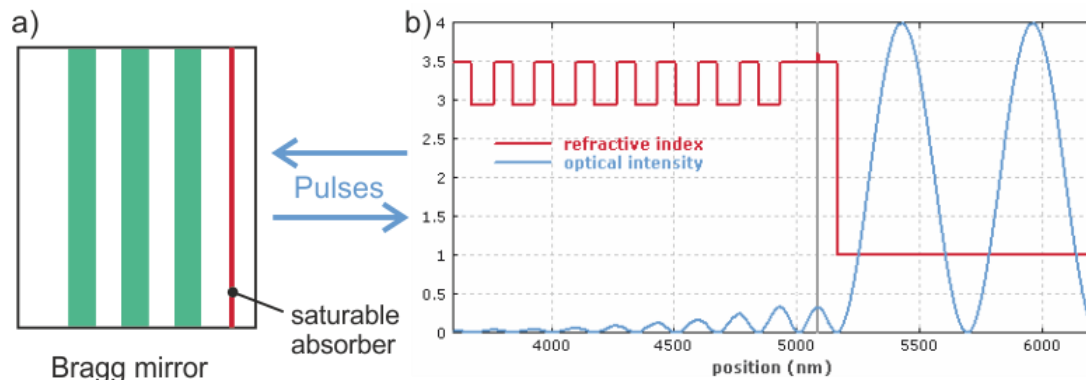 a)
Pulses
saturable
absorber
Bragg mirror
b)
4
3.5
3
2.5
2
1.5
1
0.5
0
refractive index
optical intensity
4000
4500
5000
5500
6000
position (nm)